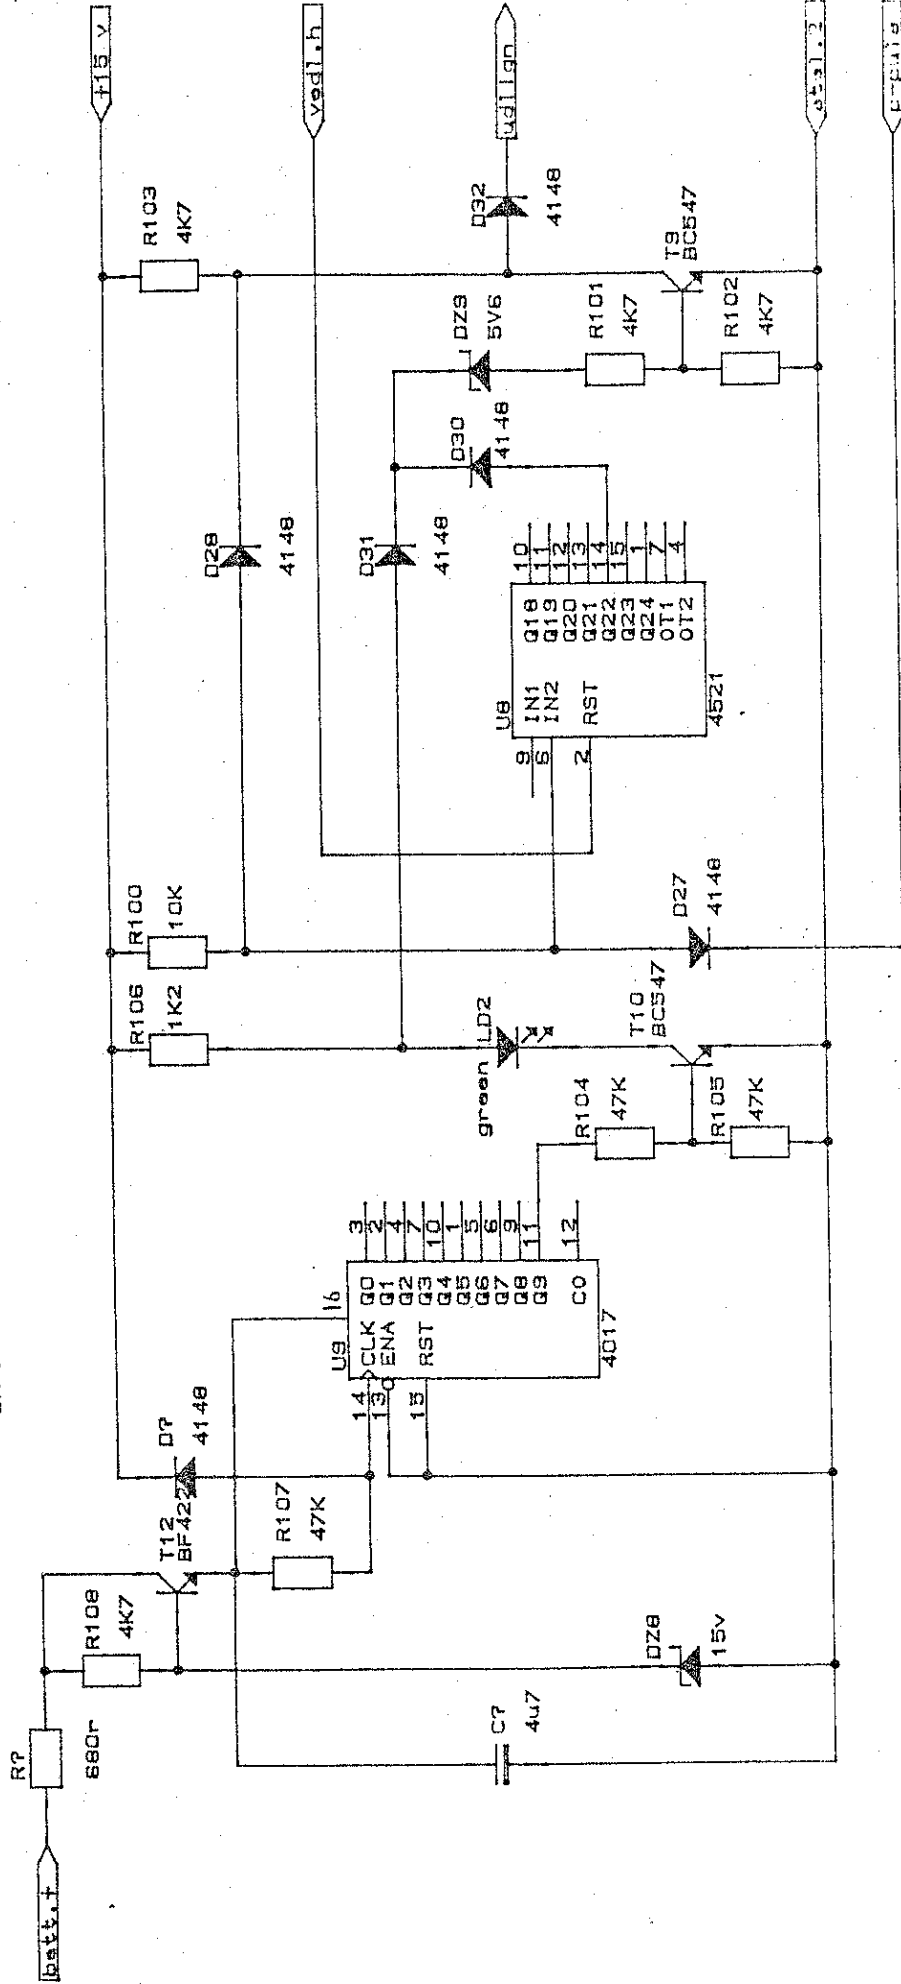 batt.+
R?
680r
R108
4K7
T12
BF422
D?
4148
R107
47K
C?
4u7
DZ8
15v
U9
16
14
CLK
13
ENA
15
RST
Q0 3
Q1 2
Q2 4
Q3 7
Q4 10
Q5 1
Q6 5
Q7 6
Q8 9
Q9 11
CO 12
4017
R104
47K
R105
47K
R106
1K2
R100
10K
green LD2
T10
BC547
D27
4148
U8
9 IN1
6 IN2
2 RST
Q18 10
Q19 11
Q20 12
Q21 13
Q22 14
Q23 15
Q24 1
OT1 7
OT2 4
4521
D28
4148
D31
4148
D30
4148
DZ9
5V6
R101
4K7
R102
4K7
T9
BC547
R103
4K7
D32
4148
+15 v